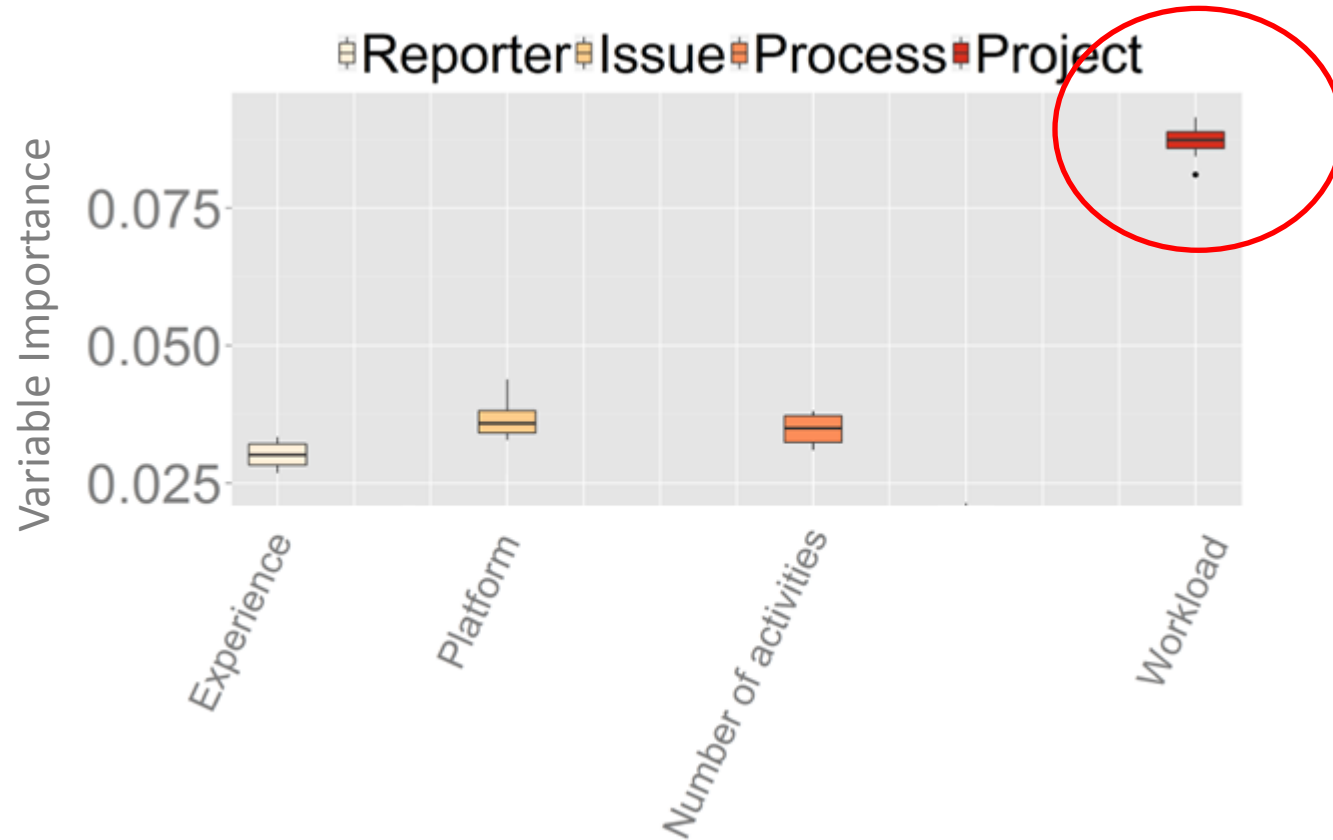 Reporter Issue Process Project
Variable Importance
0.075
0.050
0.025
Experience
Platform
Number of activities
Workload